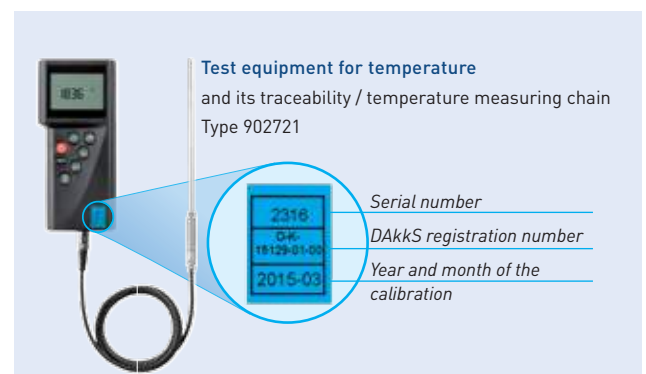 Test equipment for temperature
and its traceability / temperature measuring chain
Type 902721
Serial number
2316
DAkkS registration number
D-K-
15129-01-00
Year and month of the
calibration
2015-03